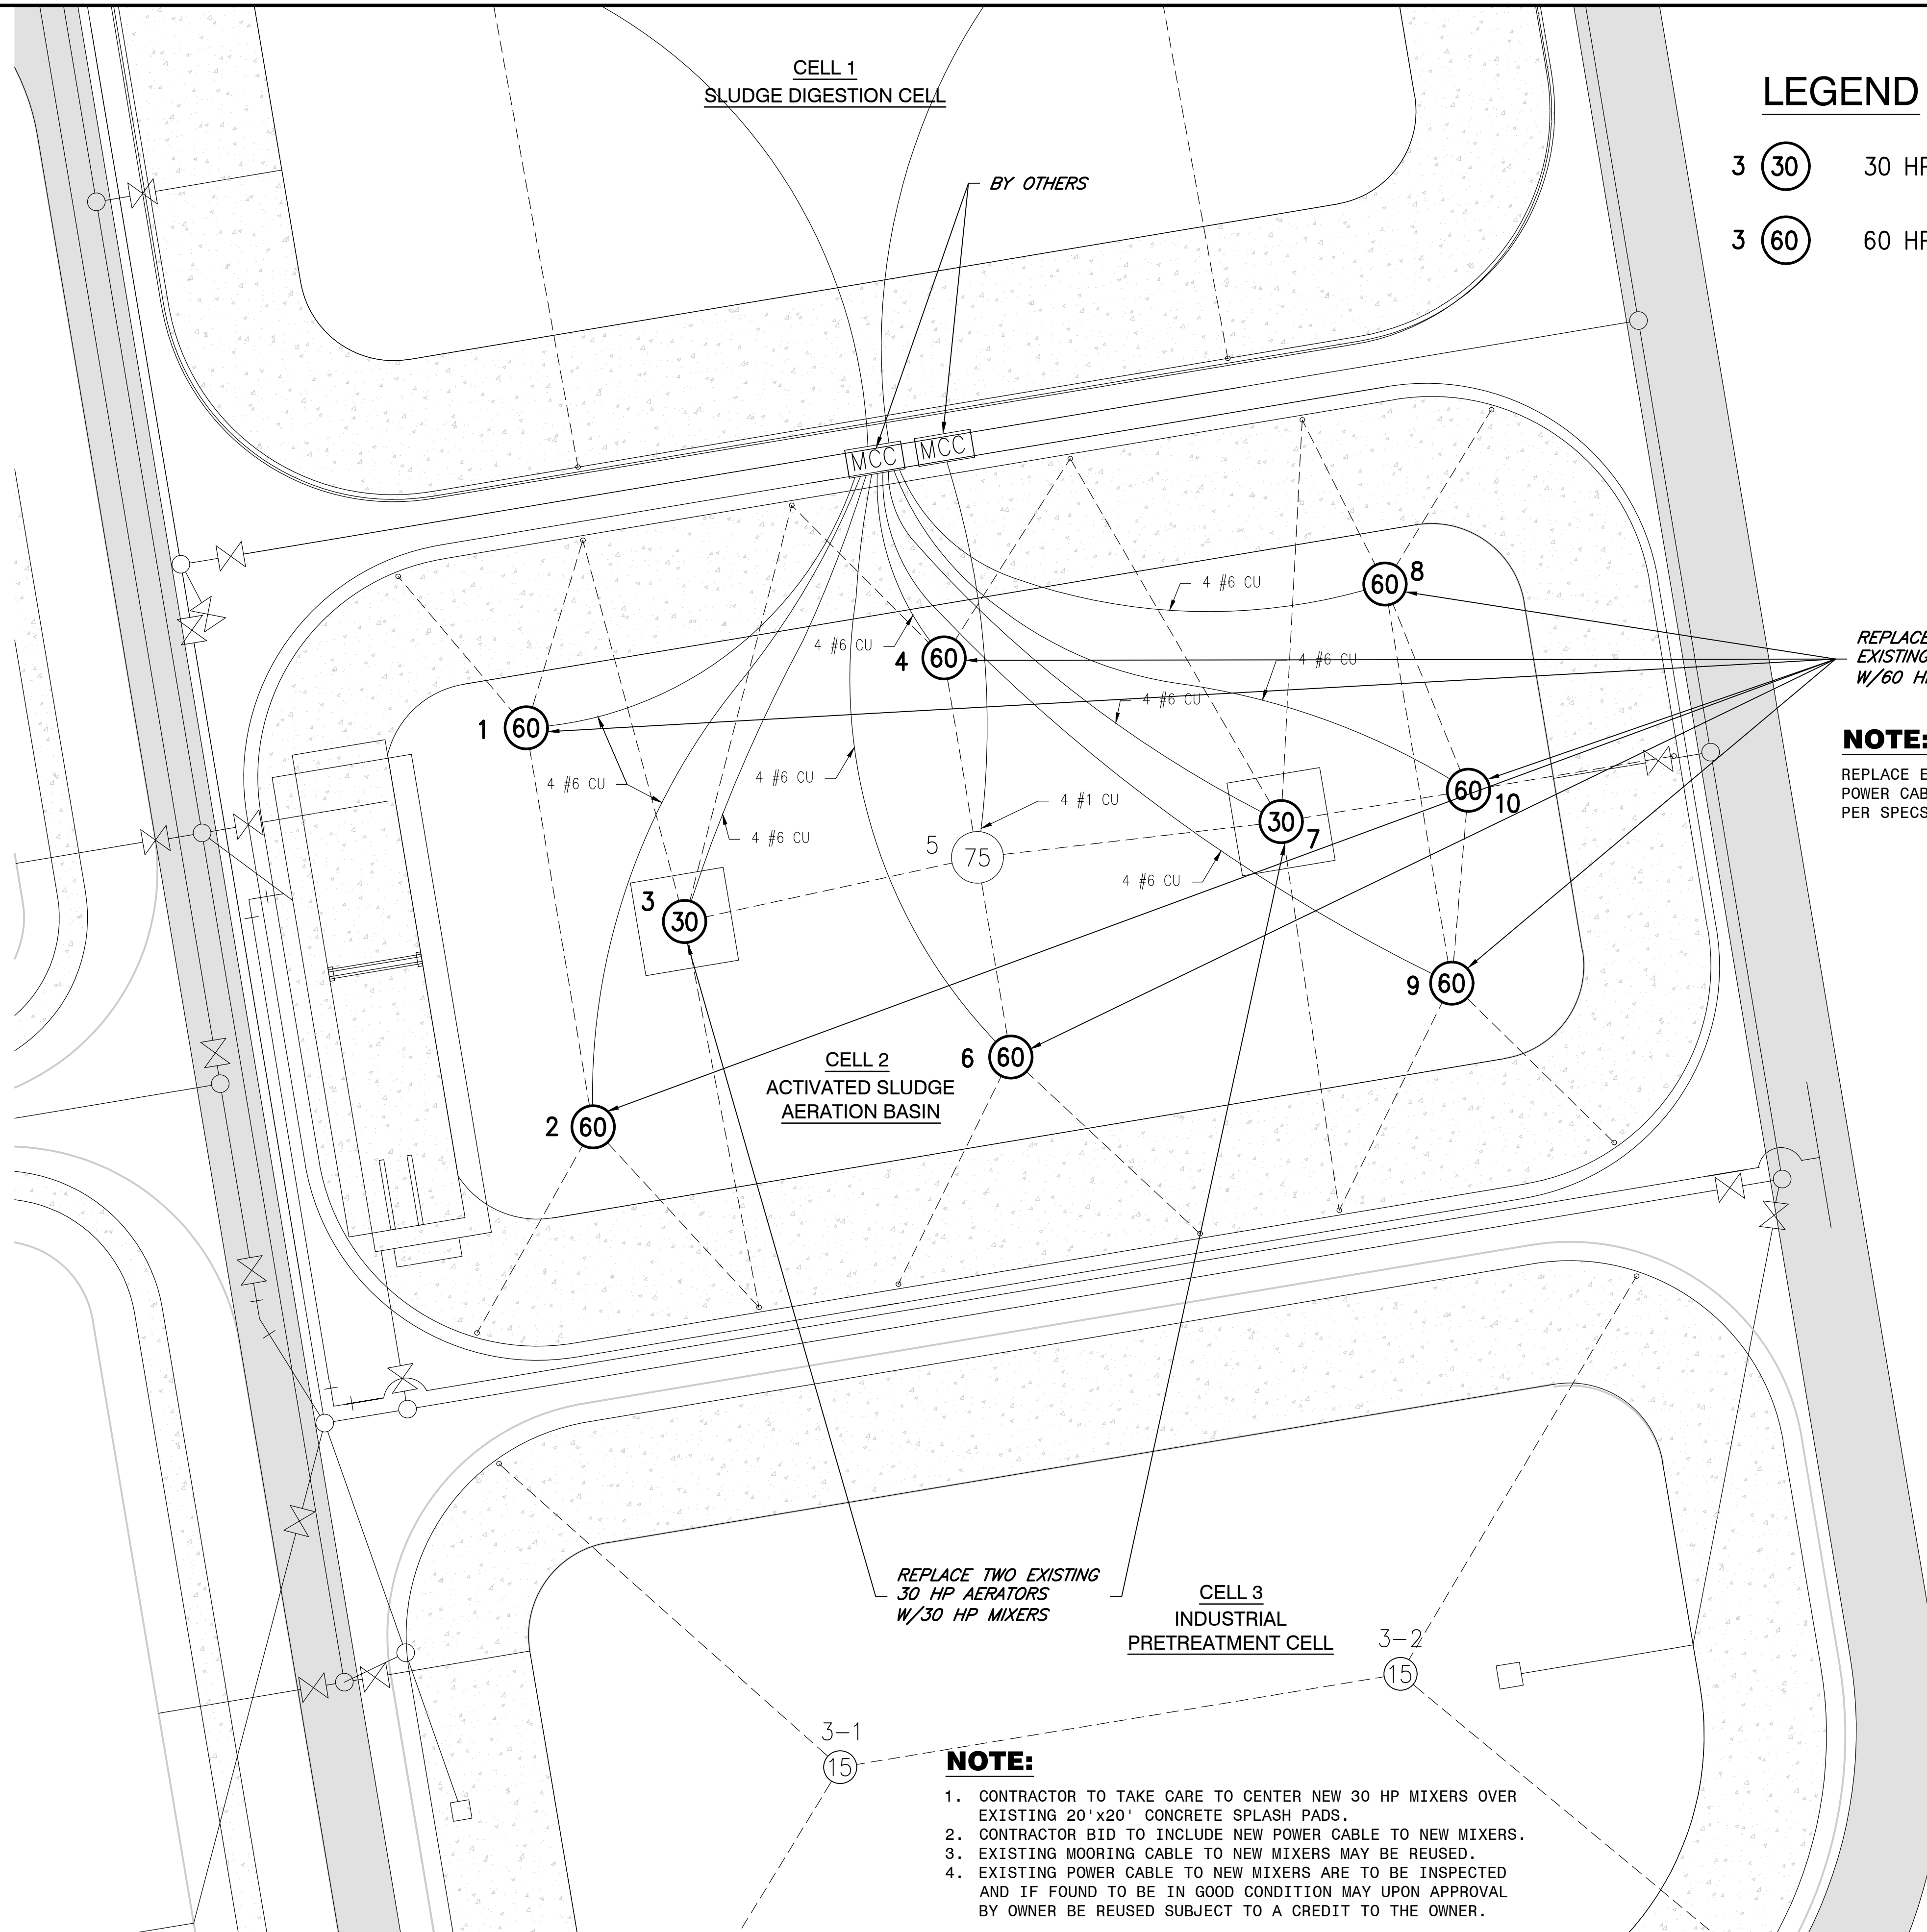 CELL 1
SLUDGE DIGESTION CELL
BY OTHERS
LEGEND
3 30 30 HP
3 60 60 HP
MCC
MCC
4 #6 CU
60 8
4 #6 CU
4 60
4 #6 CU
4 #6 CU
1 60
4 #6 CU
4 #6 CU
4 #6 CU
4 #1 CU
5 75
60 10
30 7
4 #6 CU
3 30
9 60
6 60
2 60
CELL 2
ACTIVATED SLUDGE
AERATION BASIN
REPLACE
EXISTING
W/60
NOTE:
REPLACE
POWER
PER SPECS
REPLACE TWO EXISTING
30 HP AERATORS
W/30 HP MIXERS
CELL 3
INDUSTRIAL
PRETREATMENT CELL
3-2
15
3-1
15
NOTE:
1. CONTRACTOR TO TAKE CARE TO CENTER NEW 30 HP MIXERS OVER
EXISTING 20'x20' CONCRETE SPLASH PADS.
2. CONTRACTOR BID TO INCLUDE NEW POWER CABLE TO NEW MIXERS.
3. EXISTING MOORING CABLE TO NEW MIXERS MAY BE REUSED.
4. EXISTING POWER CABLE TO NEW MIXERS ARE TO BE INSPECTED
AND IF FOUND TO BE IN GOOD CONDITION MAY UPON APPROVAL
BY OWNER BE REUSED SUBJECT TO A CREDIT TO THE OWNER.